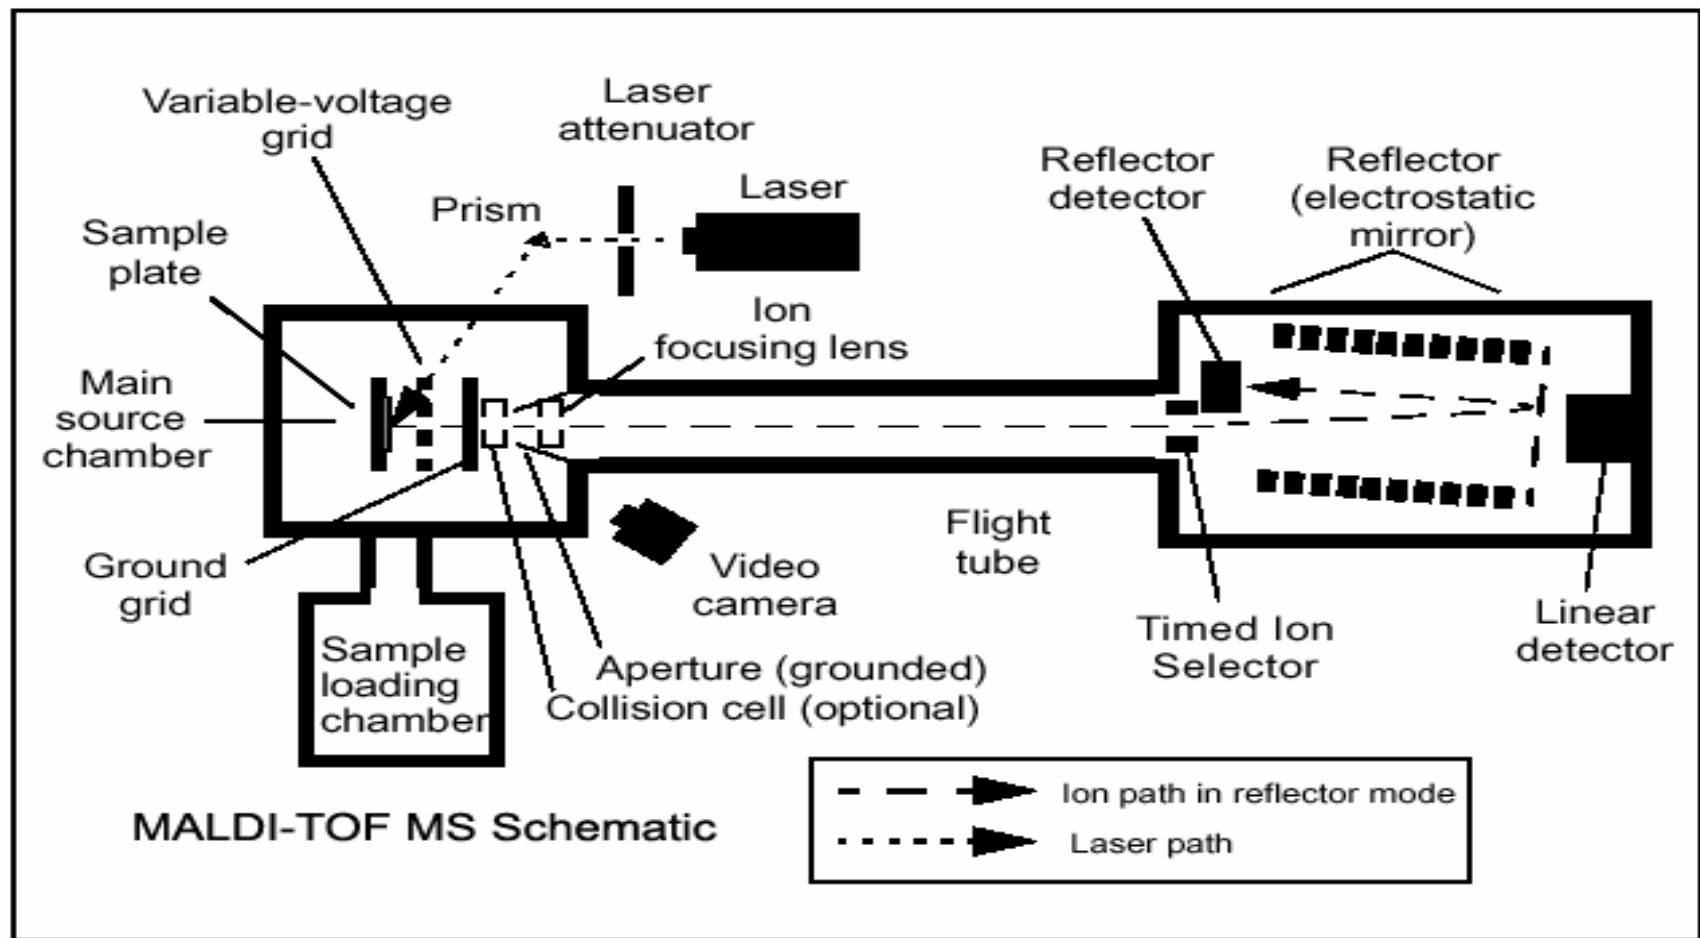 Variable-voltage
grid
Laser
attenuator
Laser
Prism
Sample
plate
Reflector
detector
Reflector
(electrostatic
mirror)
Ion
focusing lens
Main
source
chamber
Ground
grid
Video
camera
Flight
tube
Timed Ion
Selector
Linear
detector
Sample
loading
chamber
Aperture (grounded)
Collision cell (optional)
MALDI-TOF MS Schematic
Ion path in reflector mode
Laser path